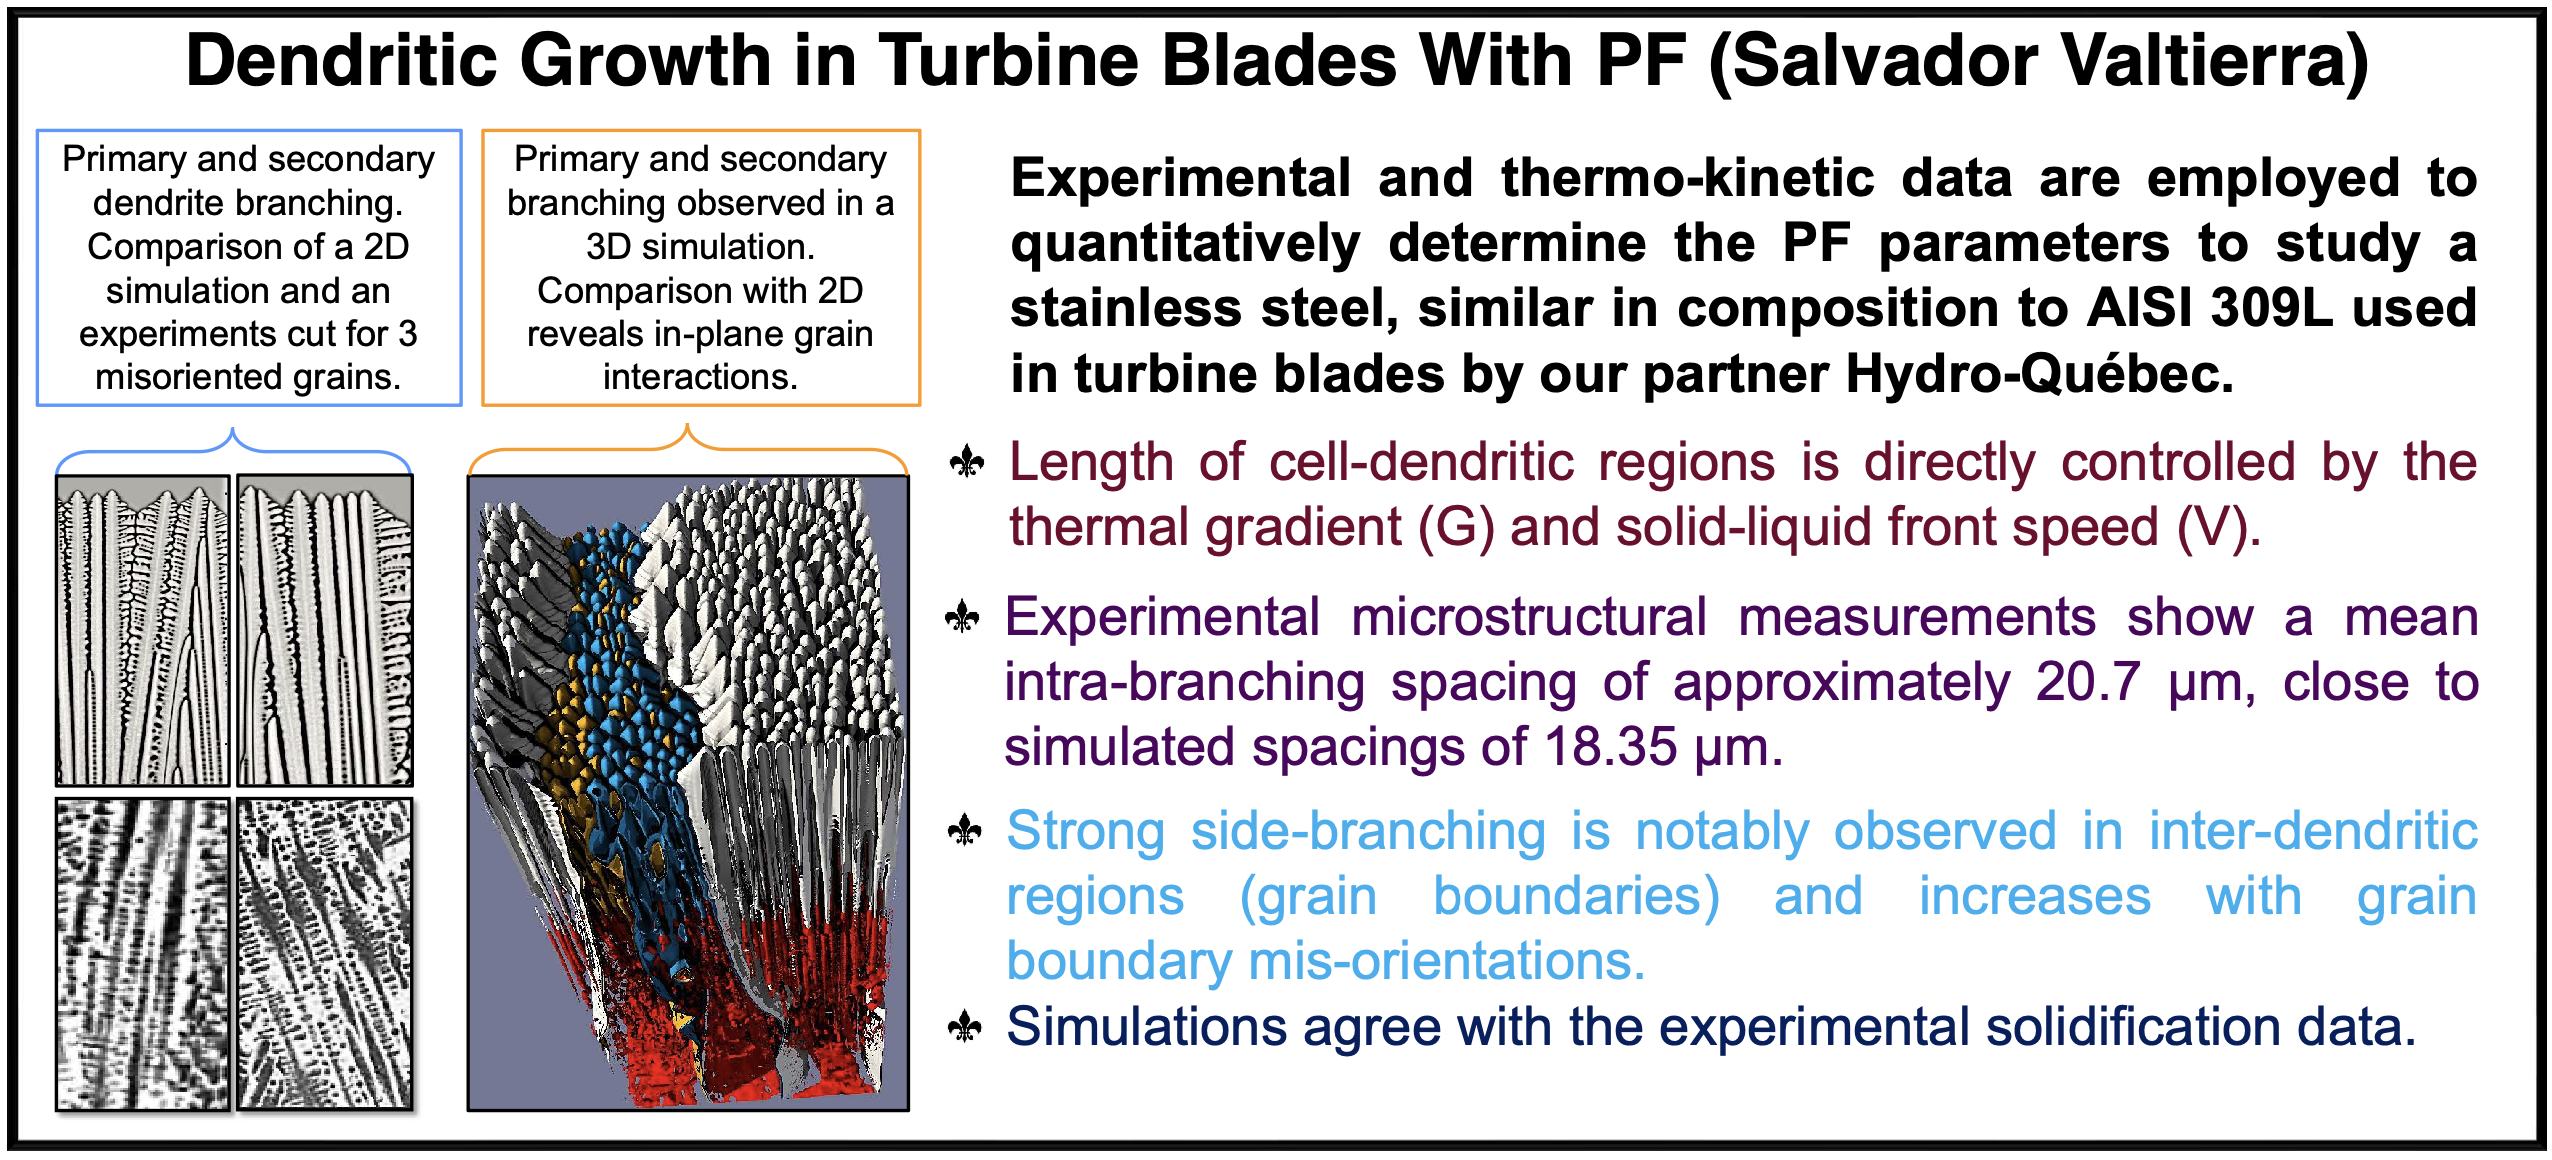 Dendritic Growth in Turbine Blades With PF (Salvador Valtierra)
Primary and secondary
dendrite branching.
Comparison of a 2D
simulation and an
experiments cut for 3
misoriented grains.
Primary and secondary
branching observed in a
3D simulation.
Comparison with 2D
reveals in-plane grain
interactions.
Experimental and thermo-kinetic data are employed to
quantitatively determine the PF parameters to study a
stainless steel, similar in composition to AISI 309L used
in turbine blades by our partner Hydro-Québec.
Length of cell-dendritic regions is directly controlled by the
thermal gradient (G) and solid-liquid front speed (V).
Experimental microstructural measurements show a mean
intra-branching spacing of approximately 20.7 µm, close to
simulated spacings of 18.35 µm.
Strong side-branching is notably observed in inter-dendritic
regions (grain boundaries) and increases with grain
boundary mis-orientations.
Simulations agree with the experimental solidification data.